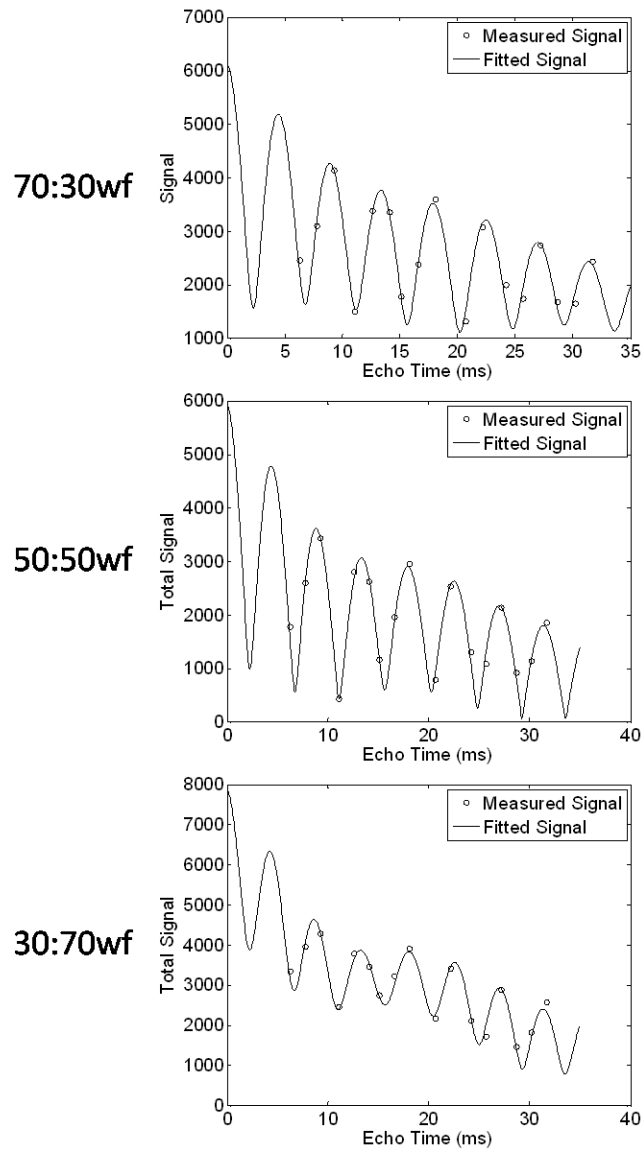 7000
6000
5000
4000
3000
2000
1000
Signal
0 5 10 15 20 25 30 35
Echo Time (ms)
Measured Signal
Fitted Signal
70:30wf
6000
5000
4000
3000
2000
1000
0
Total Signal
0 10 20 30 40
Echo Time (ms)
Measured Signal
Fitted Signal
50:50wf
8000
7000
6000
5000
4000
3000
2000
1000
0
Total Signal
0 10 20 30 40
Echo Time (ms)
Measured Signal
Fitted Signal
30:70wf